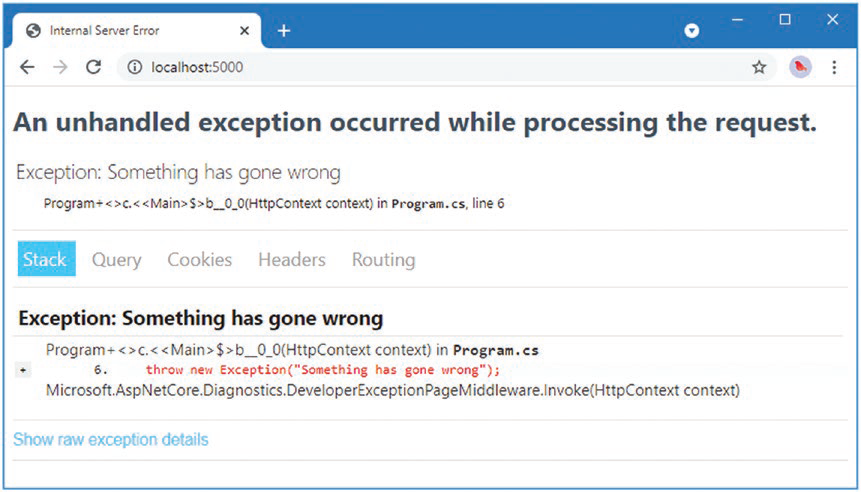 Internal Server Error
localhost:5000
An unhandled exception occurred while processing the request.
Exception: Something has gone wrong
Program+<>c.<<Main>$>b__0_0(HttpContext context) in Program.cs, line 6
Stack Query Cookies Headers Routing
Exception: Something has gone wrong
Program+<>c.<<Main>$>b__0_0(HttpContext context) in Program.cs
+ 6. throw new Exception("Something has gone wrong");
Microsoft.AspNetCore.Diagnostics.DeveloperExceptionPageMiddleware.Invoke(HttpContext context)
Show raw exception details